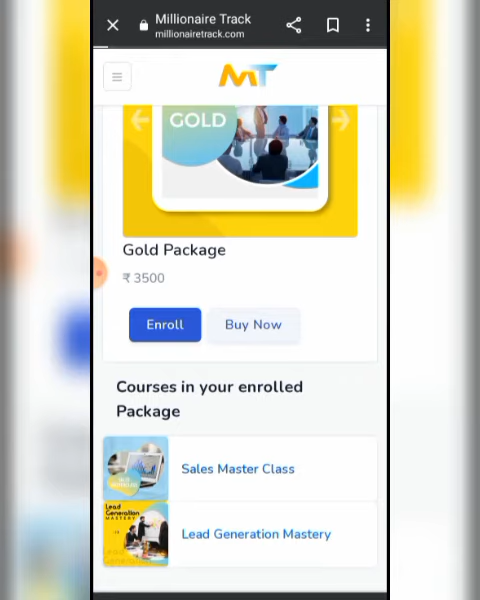 Millionaire Track
millionairetrack.com
MT
GOLD
Gold Package
₹ 3500
Enroll
Buy Now
Courses in your enrolled
Package
Sales Master Class
Lead
Generation
MASTERY
Lead Generation Mastery